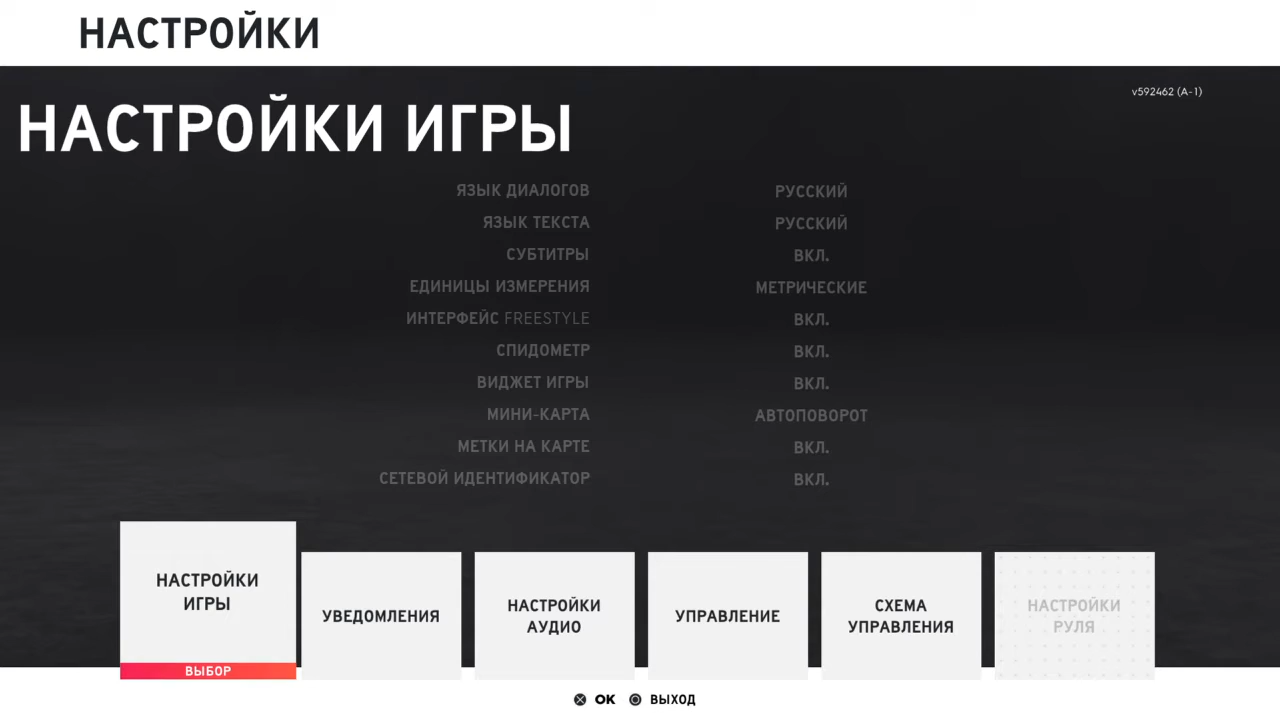 НАСТРОЙКИ
v592462 (A-1)
НАСТРОЙКИ ИГРЫ
ЯЗЫК ДИАЛОГОВ РУССКИЙ
ЯЗЫК ТЕКСТА РУССКИЙ
СУБТИТРЫ ВКЛ.
ЕДИНИЦЫ ИЗМЕРЕНИЯ МЕТРИЧЕСКИЕ
ИНТЕРФЕЙС FREESTYLE ВКЛ.
СПИДОМЕТР ВКЛ.
ВИДЖЕТ ИГРЫ ВКЛ.
МИНИ-КАРТА АВТОПОВОРОТ
МЕТКИ НА КАРТЕ ВКЛ.
СЕТЕВОЙ ИДЕНТИФИКАТОР ВКЛ.
НАСТРОЙКИ
ИГРЫ
ВЫБОР
УВЕДОМЛЕНИЯ
НАСТРОЙКИ
АУДИО
УПРАВЛЕНИЕ
СХЕМА
УПРАВЛЕНИЯ
НАСТРОЙКИ
РУЛЯ
OK ВЫХОД